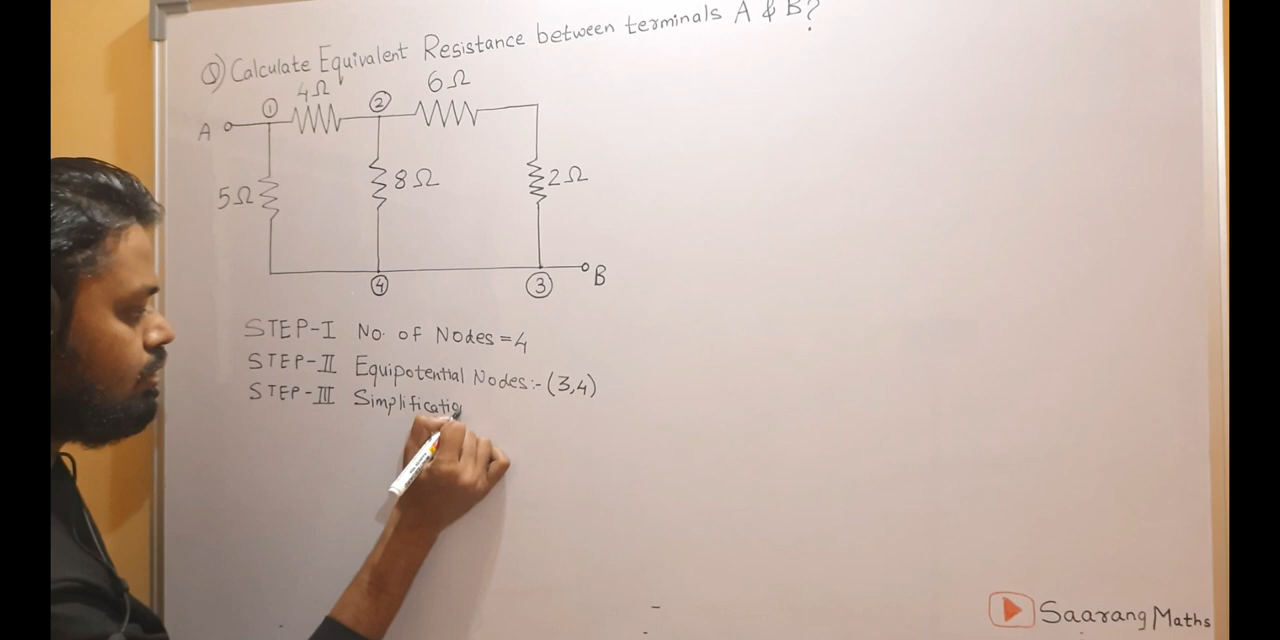 ① Calculate Equivalent Resistance between terminals A & B?
4Ω
6Ω
①
②
A
5Ω
8Ω
2Ω
④
③
B
STEP-I No. of Nodes = 4
STEP-II Equipotential Nodes:- (3,4)
STEP-III Simplificatio
Saarang Maths